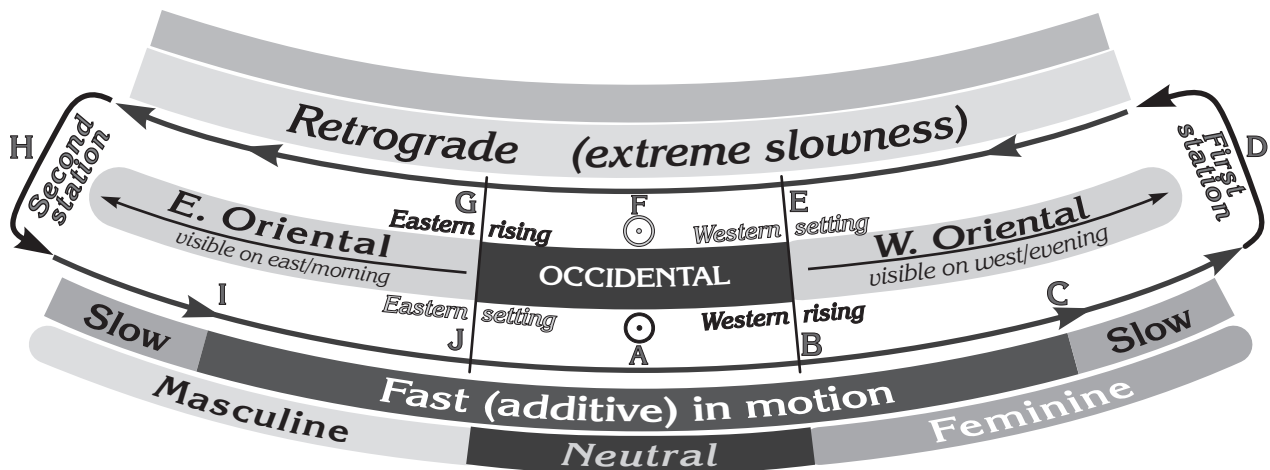 Retrograde (extreme slowness)
H
Second
station
First
station
D
G
F
E
E. Oriental
visible on east/morning
Eastern rising
Western setting
W. Oriental
visible on west/evening
OCCIDENTAL
I
Eastern setting
Western rising
C
J
A
B
Slow
Slow
Fast (additive) in motion
Masculine
Neutral
Feminine